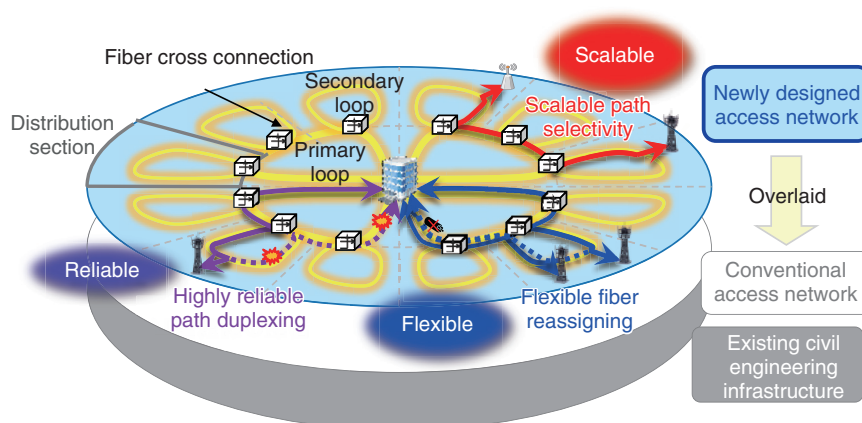 Fiber cross connection
Scalable
Secondary
loop
Scalable path
selectivity
Newly designed
access network
Distribution
section
Primary
loop
Overlaid
Reliable
Highly reliable
path duplexing
Flexible
Flexible fiber
reassigning
Conventional
access network
Existing civil
engineering
infrastructure